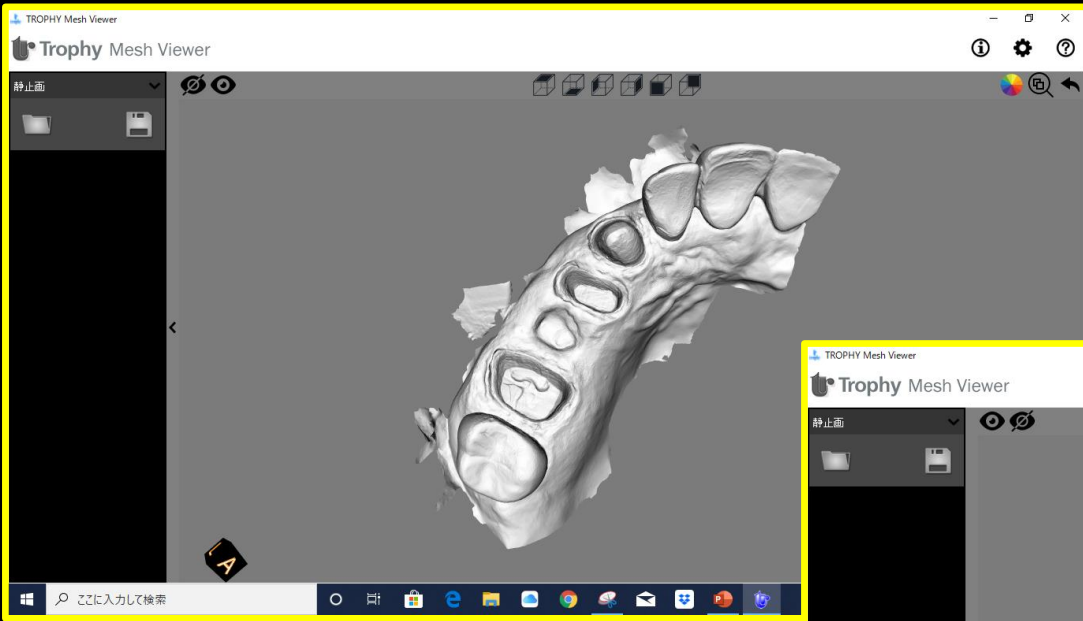 TROPHY Mesh Viewer
Trophy Mesh Viewer
静止画
A
ここに入力して検索
TROPHY Mesh Viewer
Trophy Mesh Viewer
静止画